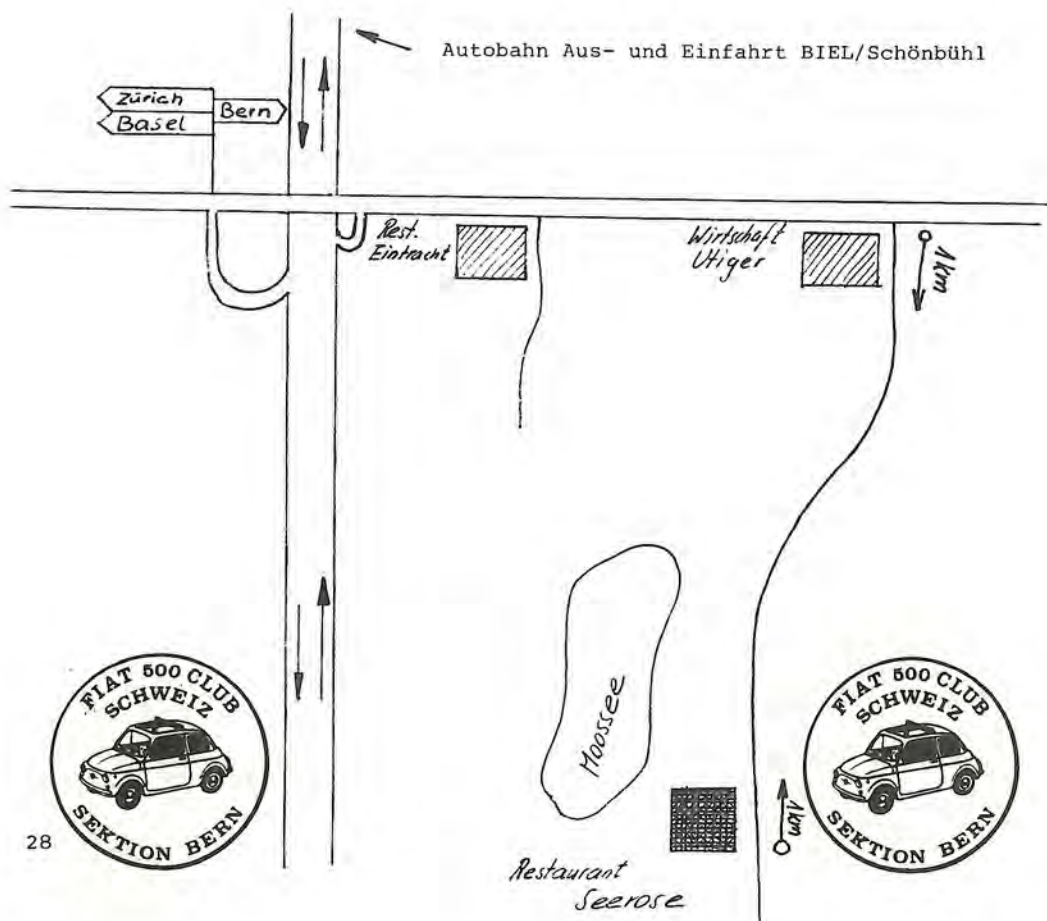 Autobahn Aus- und Einfahrt BIEL/Schönbühl
Zürich
Basel
Bern
Rest.
Eintracht
Wirtschaft
Utiger
1km
Moossee
FIAT 500 CLUB
SCHWEIZ
SEKTION BERN
FIAT 500 CLUB
SCHWEIZ
SEKTION BERN
1km
28
Restaurant
Seerose